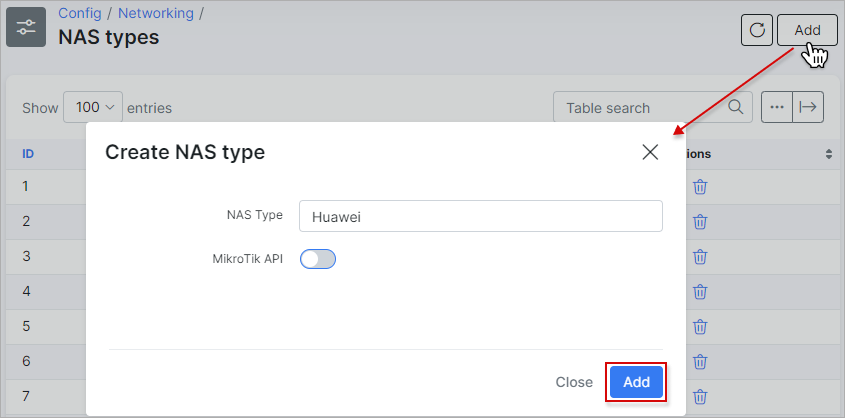 Config / Networking /
NAS types
Add
Show 100 entries
Table search
ID
ions
Create NAS type
1
NAS Type Huawei
2
MikroTik API
3
4
5
6
Close Add
7